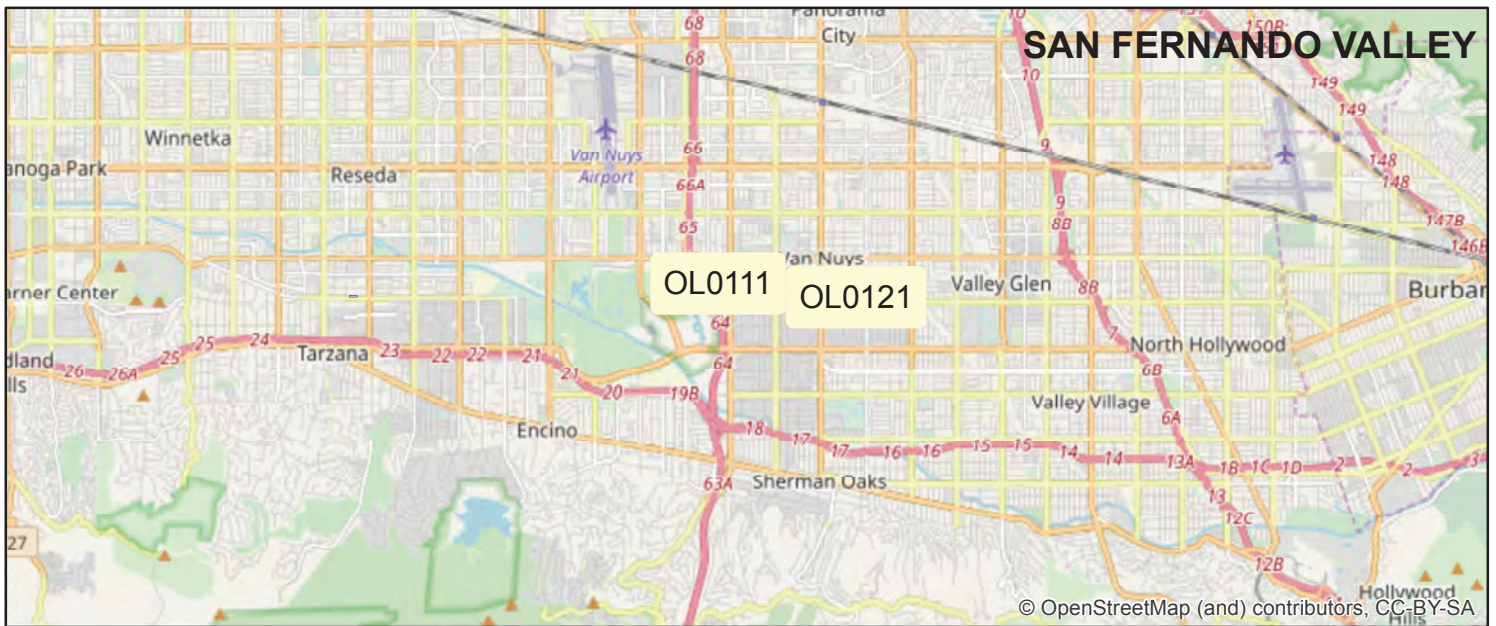 68
68
Panorama
City
10
10
150B
SAN FERNANDO VALLEY
149
149
Winnetka
Van Nuys
Airport
66
9
148
148
anoga Park
Reseda
66A
65
9
8B
147B
146B
Van Nuys
OL0111
OL0121
Valley Glen
8B
arner Center
Burban
64
7
25
24
Tarzana
23
22
22
21
North Hollywood
dland
lls
26
26A
25
21
64
6B
20
19B
Valley Village
6A
Encino
18
17
17
16
16
15
15
14
14
13A
1B
1C
1D
2
2
3
63A
Sherman Oaks
13
12C
27
12B
Hollywood
Hills
© OpenStreetMap (and) contributors, CC-BY-SA